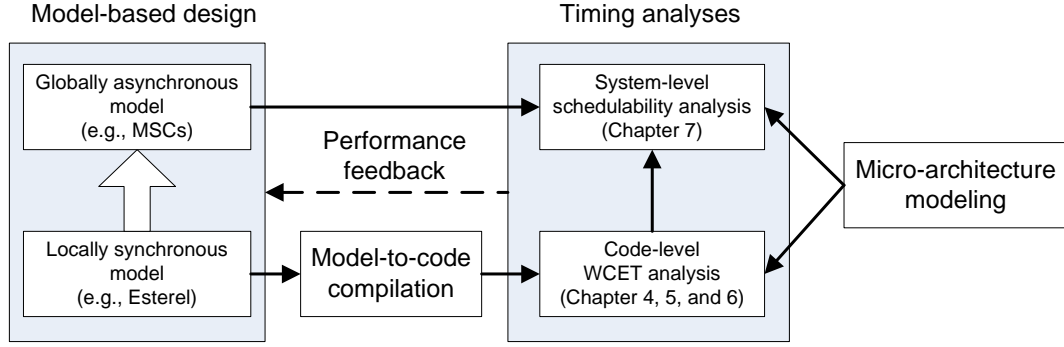 Model-based design
Timing analyses
Globally asynchronous
model
(e.g., MSCs)
System-level
schedulability analysis
(Chapter 7)
Performance
feedback
Micro-architecture
modeling
Locally synchronous
model
(e.g., Esterel)
Model-to-code
compilation
Code-level
WCET analysis
(Chapter 4, 5, and 6)